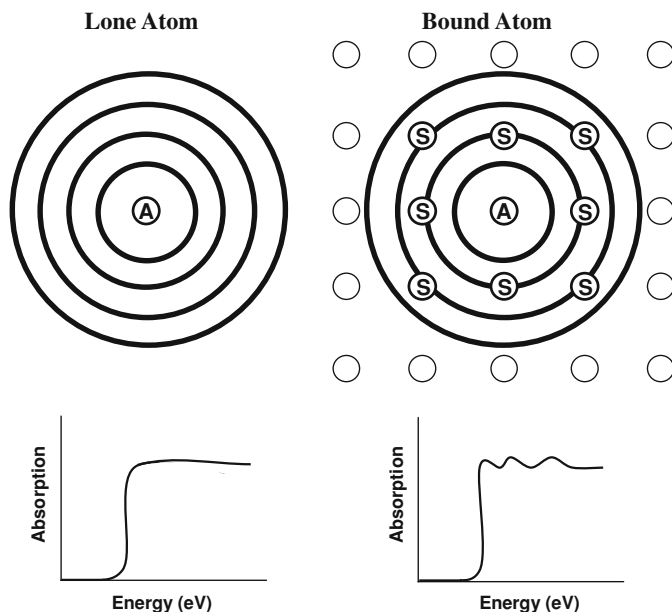 Lone Atom
Bound Atom
S S S
A
S A S
S S S
Absorption
Energy (eV)
Absorption
Energy (eV)